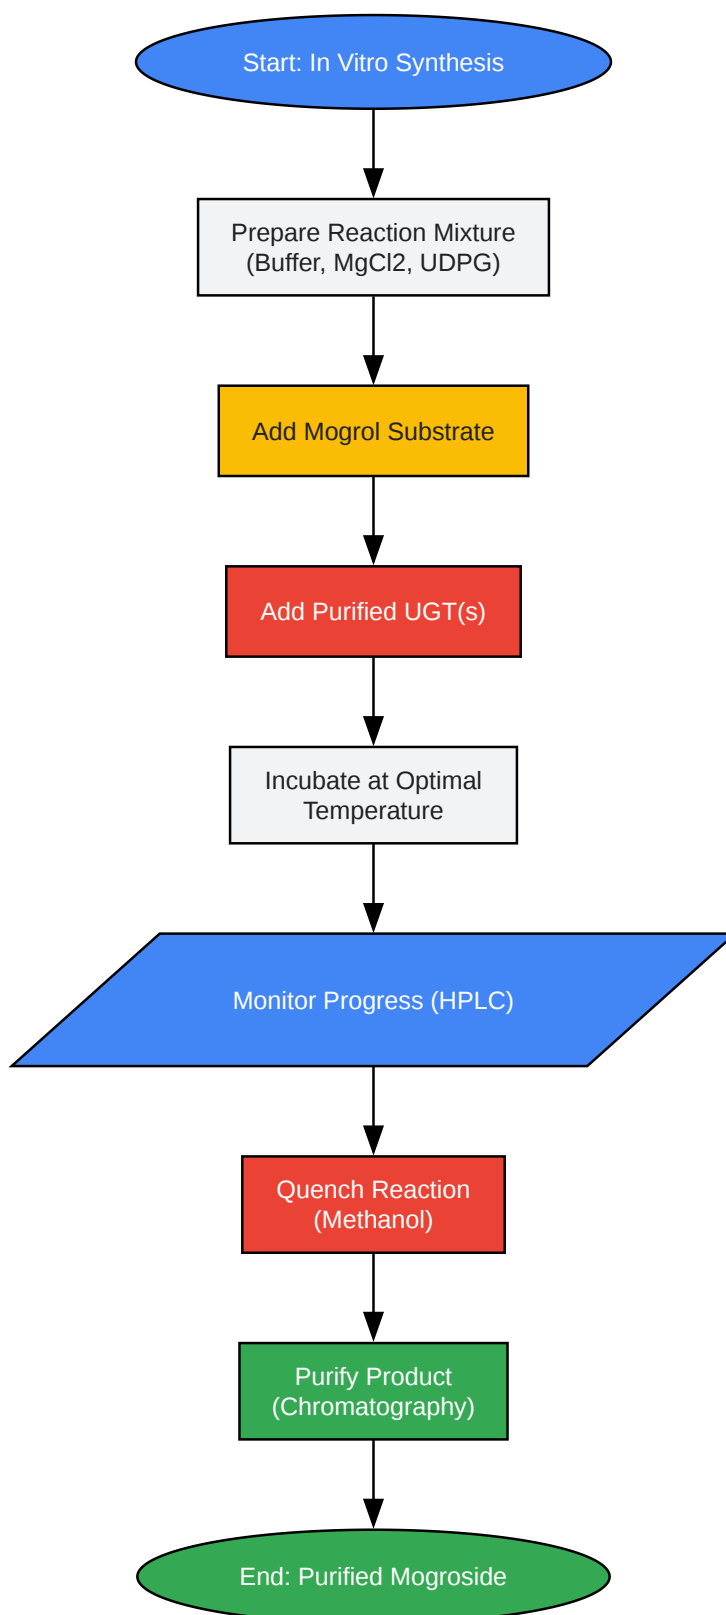 Start: In Vitro Synthesis
Prepare Reaction Mixture
(Buffer, MgCl2, UDPG)
Add Mogrol Substrate
Add Purified UGT(s)
Incubate at Optimal
Temperature
Monitor Progress (HPLC)
Quench Reaction
(Methanol)
Purify Product
(Chromatography)
End: Purified Mogroside